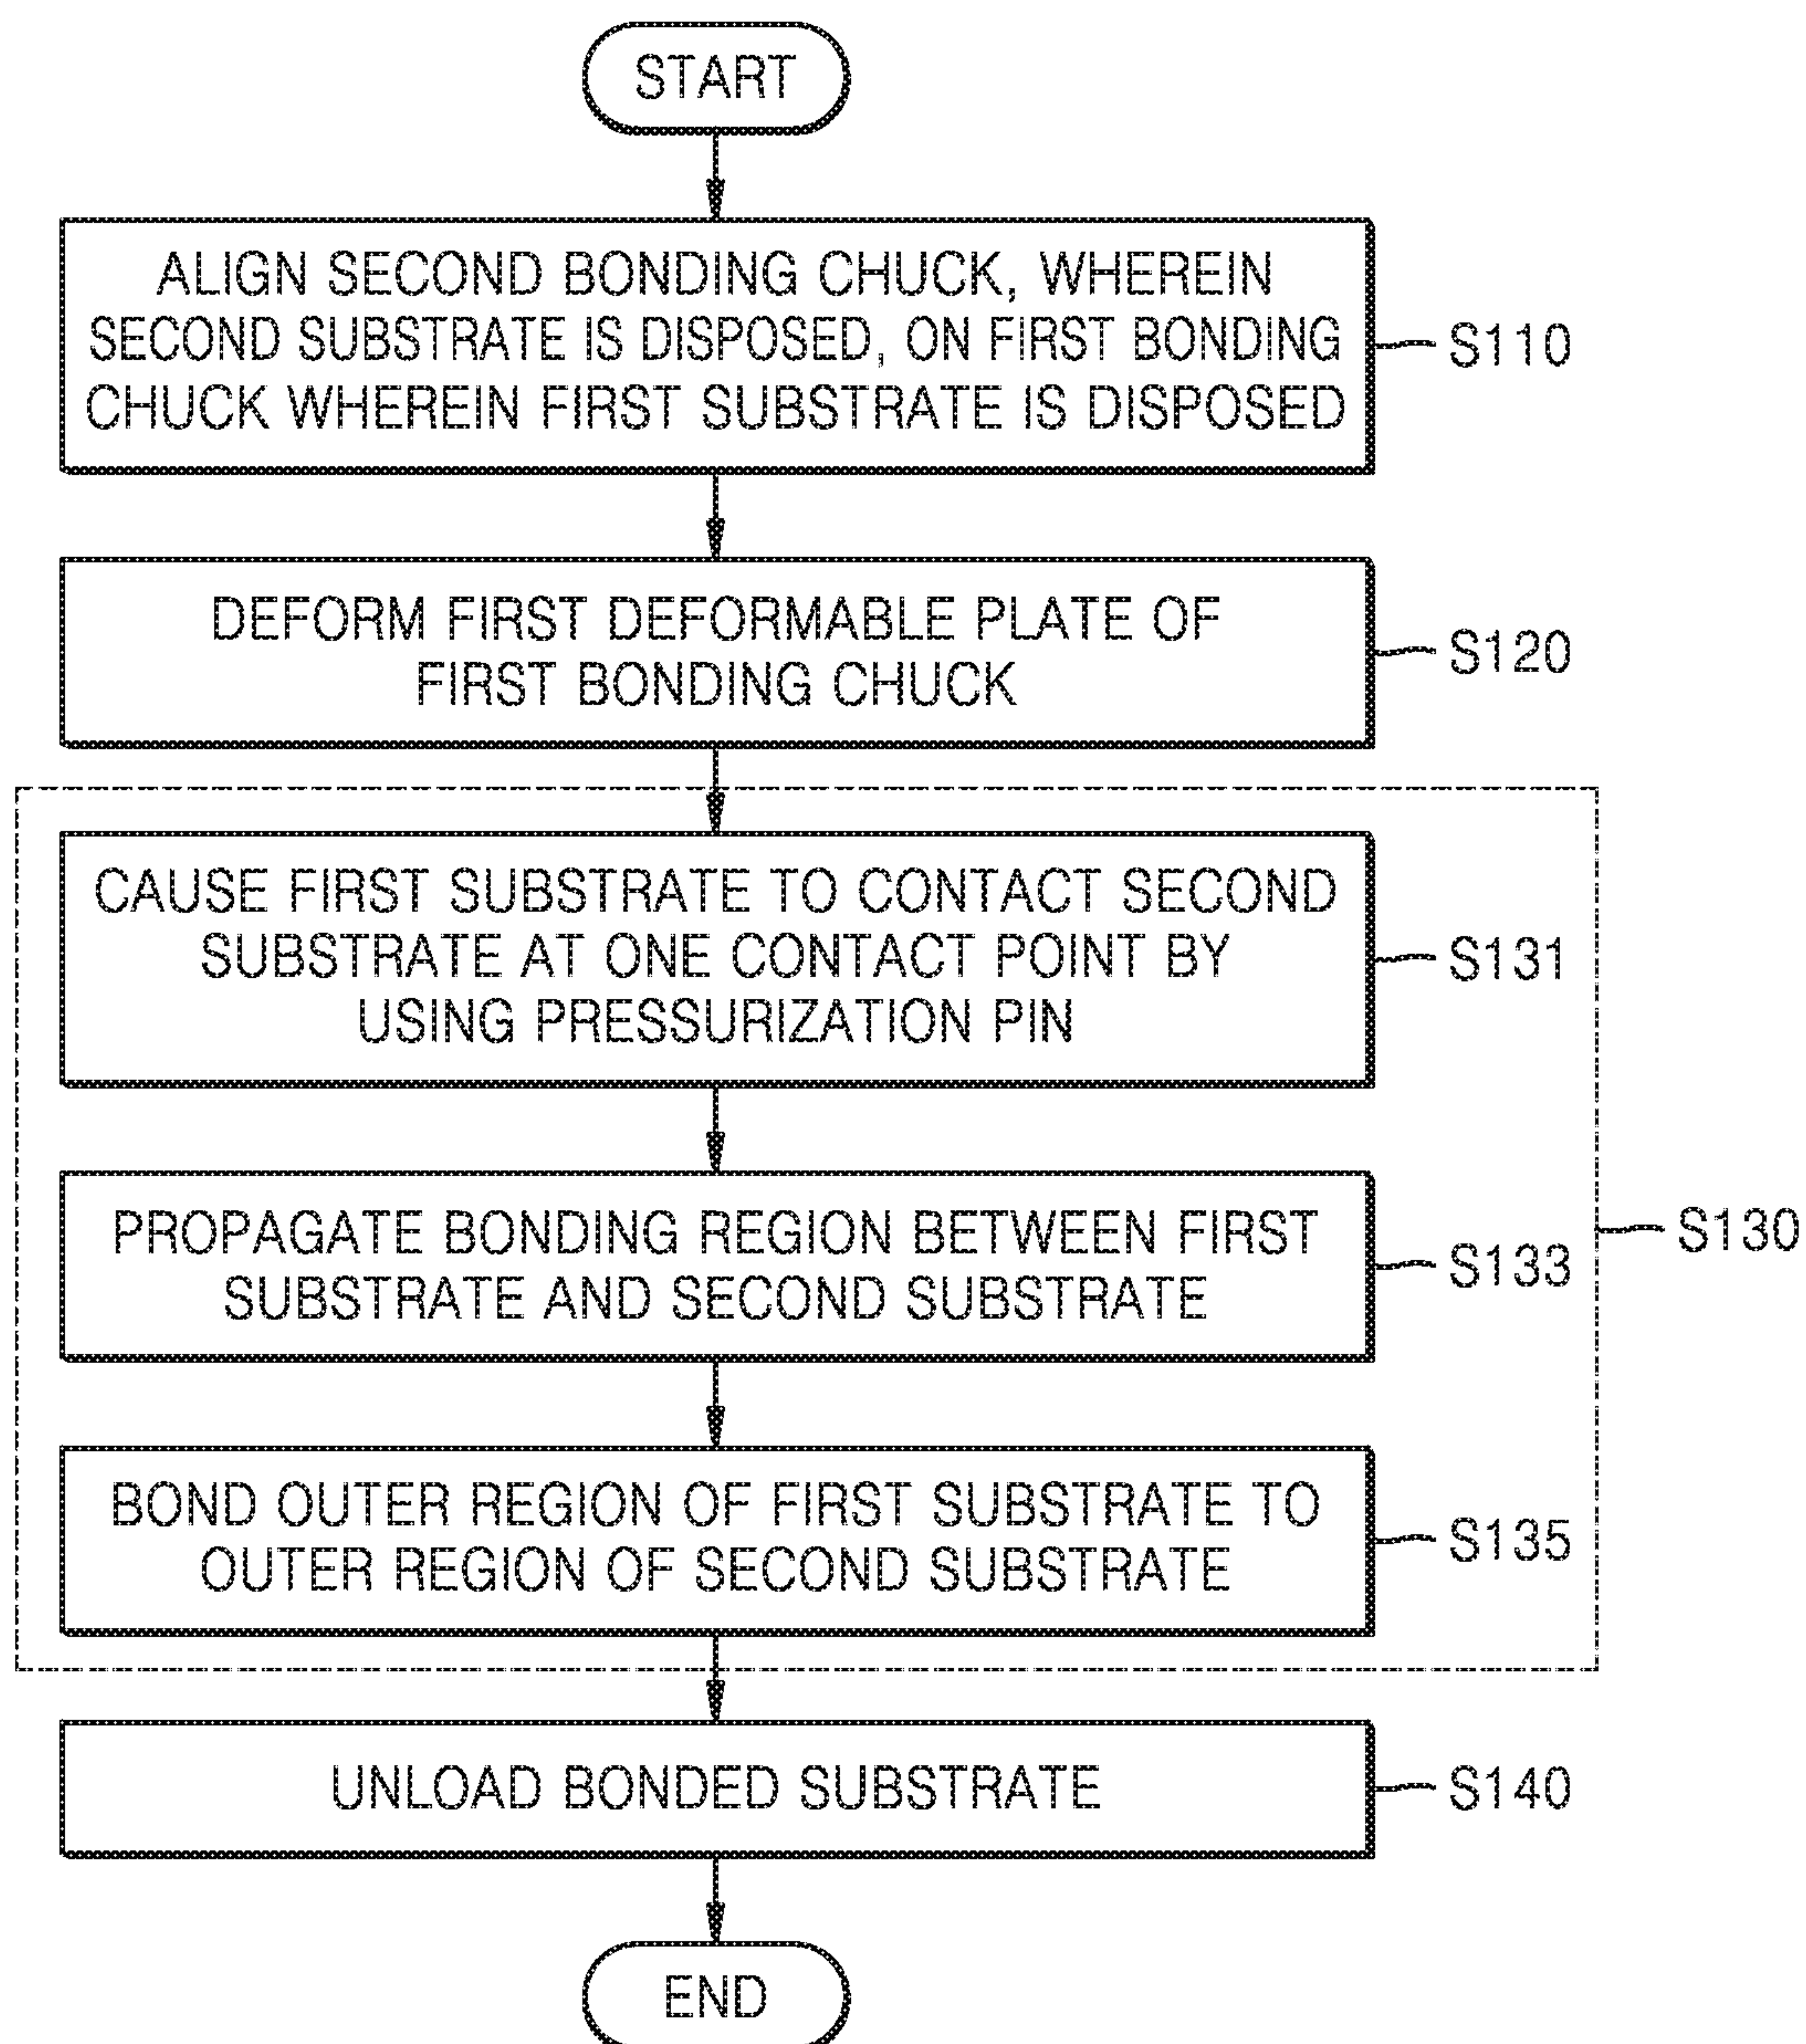 START
ALIGN SECOND BONDING CHUCK, WHEREIN
SECOND SUBSTRATE IS DISPOSED, ON FIRST BONDING
CHUCK WHEREIN FIRST SUBSTRATE IS DISPOSED
S110
DEFORM FIRST DEFORMABLE PLATE OF
FIRST BONDING CHUCK
S120
CAUSE FIRST SUBSTRATE TO CONTACT SECOND
SUBSTRATE AT ONE CONTACT POINT BY
USING PRESSURIZATION PIN
S131
PROPAGATE BONDING REGION BETWEEN FIRST
SUBSTRATE AND SECOND SUBSTRATE
S133
S130
BOND OUTER REGION OF FIRST SUBSTRATE TO
OUTER REGION OF SECOND SUBSTRATE
S135
UNLOAD BONDED SUBSTRATE
S140
END